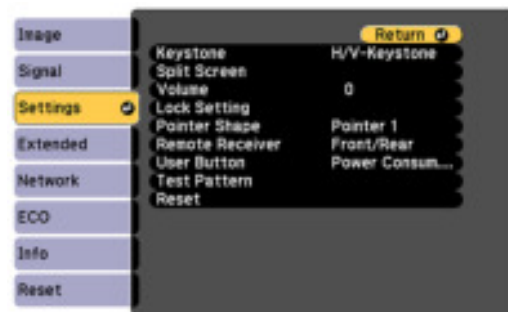 Image
Signal
Settings
Extended
Network
ECO
Info
Reset
Return
Keystone H/V-Keystone
Split Screen
Volume 0
Lock Setting
Pointer Shape Pointer 1
Remote Receiver Front/Rear
User Button Power Consum....
Test Pattern
Reset